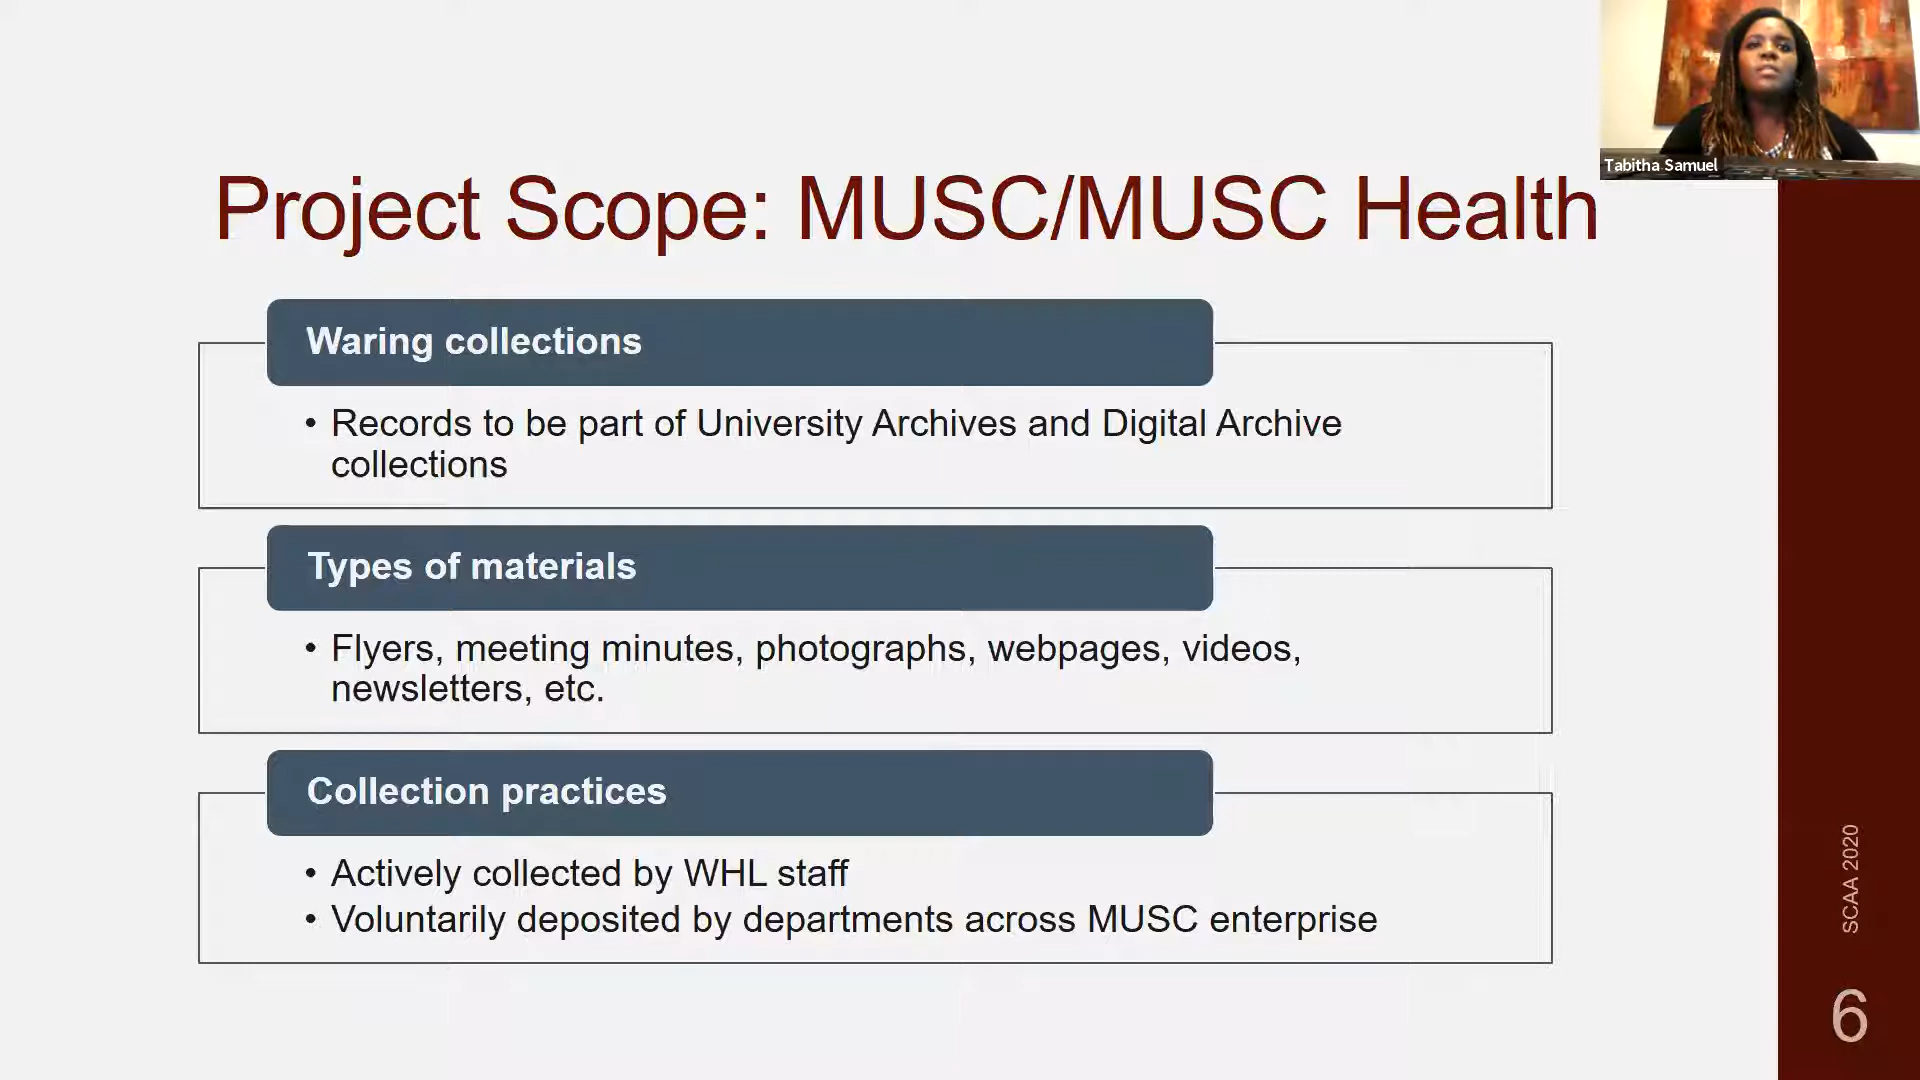 Tabitha Samuel
Project Scope: MUSC/MUSC Health
Waring collections
• Records to be part of University Archives and Digital Archive
collections
Types of materials
• Flyers, meeting minutes, photographs, webpages, videos,
newsletters, etc.
Collection practices
• Actively collected by WHL staff
• Voluntarily deposited by departments across MUSC enterprise
SCAA 2020
6